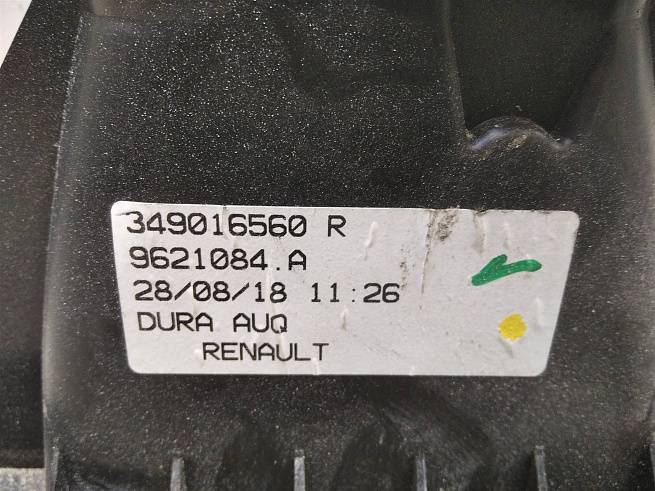 349016560 R
9621084.A
28/08/18 11:26
DURA AUQ
RENAULT